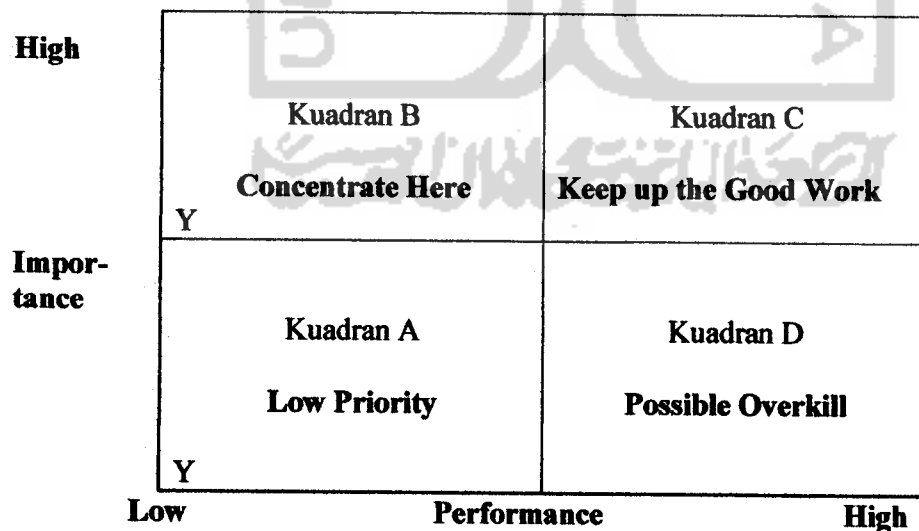 High
Kuadran B
Kuadran C
Concentrate Here
Keep up the Good Work
Y
Impor-
tance
Kuadran A
Kuadran D
Low Priority
Possible Overkill
Y
Low
Performance
High